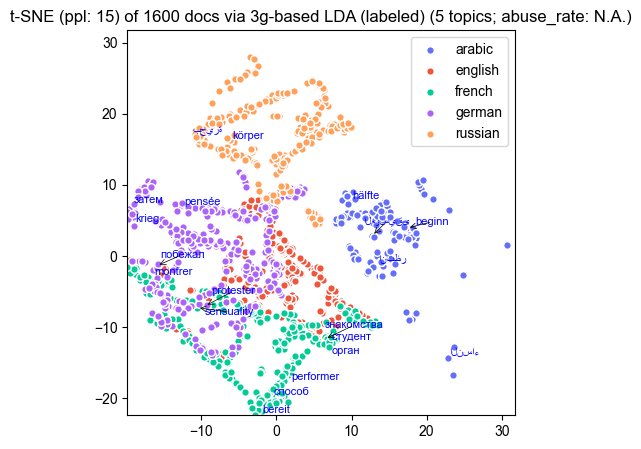 t-SNE (ppl: 15) of 1600 docs via 3g-based LDA (labeled) (5 topics; abuse_rate: N.A.)
30
20
10
0
−10
−20
−10
0
10
20
30
arabic
english
french
german
russian
körper
затем
pensée
krieg
hälfte
beginn
побежал
montrer
protester
sensuality
знакомства
студент
орган
performer
способ
bereit